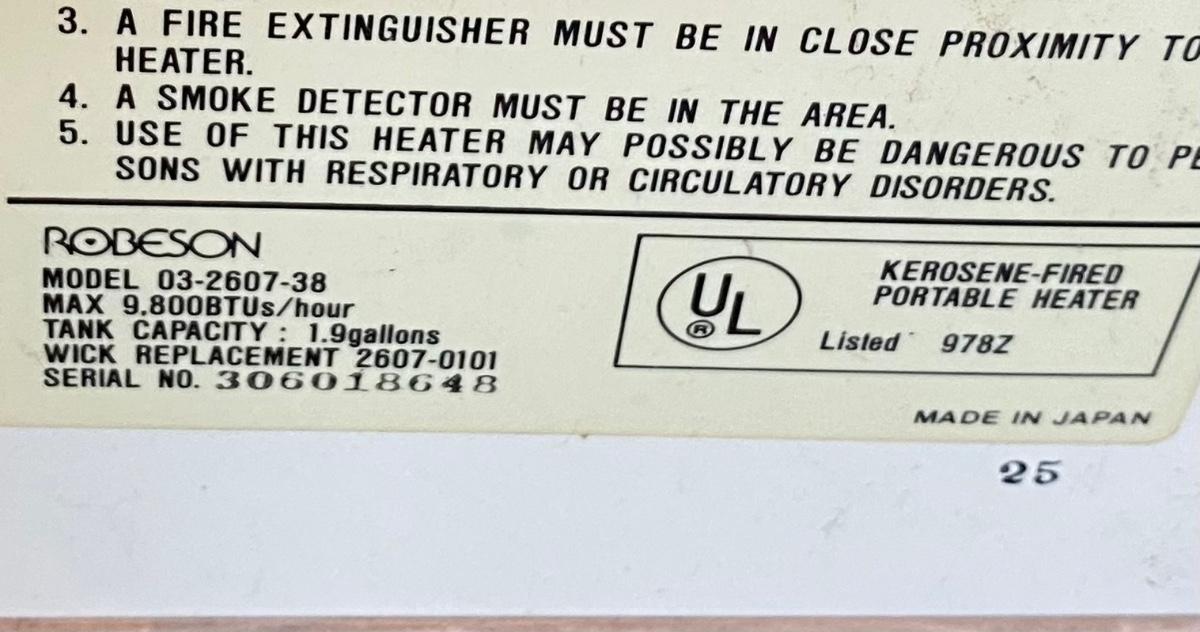 3. A FIRE EXTINGUISHER MUST BE IN CLOSE PROXIMITY TO
HEATER.
4. A SMOKE DETECTOR MUST BE IN THE AREA.
5. USE OF THIS HEATER MAY POSSIBLY BE DANGEROUS TO PE
SONS WITH RESPIRATORY OR CIRCULATORY DISORDERS.
ROBESON
MODEL 03-2607-38
MAX 9,800BTUs/hour
TANK CAPACITY : 1.9gallons
WICK REPLACEMENT 2607-0101
SERIAL NO. 306018648
UL
®
KEROSENE-FIRED
PORTABLE HEATER
Listed 978Z
MADE IN JAPAN
25